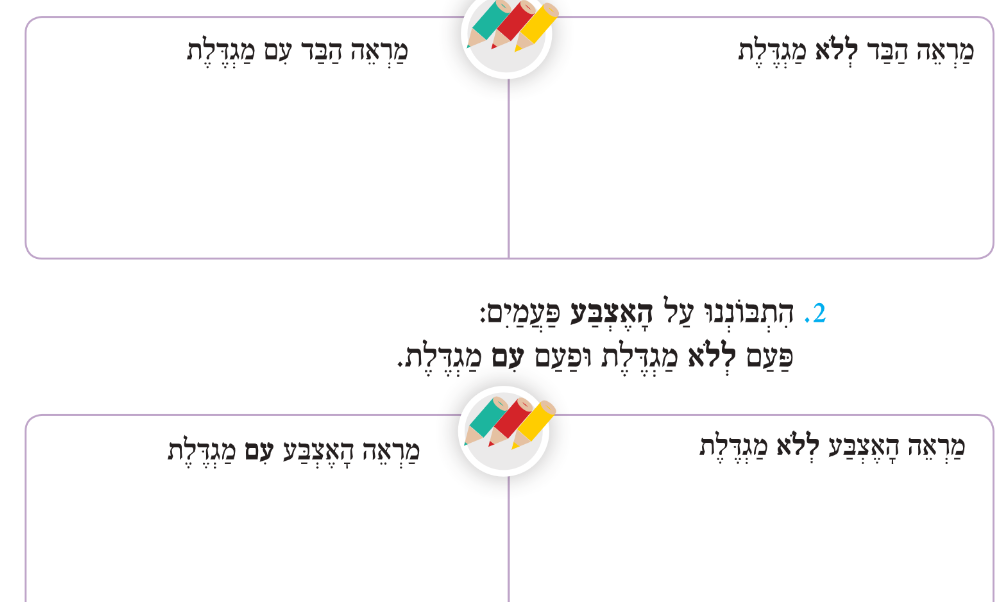 מַרְאֵה הַבַּד לְלֹא מַגְדֶּלֶת
מַרְאֵה הַבַּד עִם מַגְדֶּלֶת
2. הִתְבּוֹנְנוּ עַל הָאֶצְבַּע פַּעֲמַיִם:
פַּעַם לְלֹא מַגְדֶּלֶת וּפַעַם עִם מַגְדֶּלֶת.
מַרְאֵה הָאֶצְבַּע לְלֹא מַגְדֶּלֶת
מַרְאֵה הָאֶצְבַּע עִם מַגְדֶּלֶת